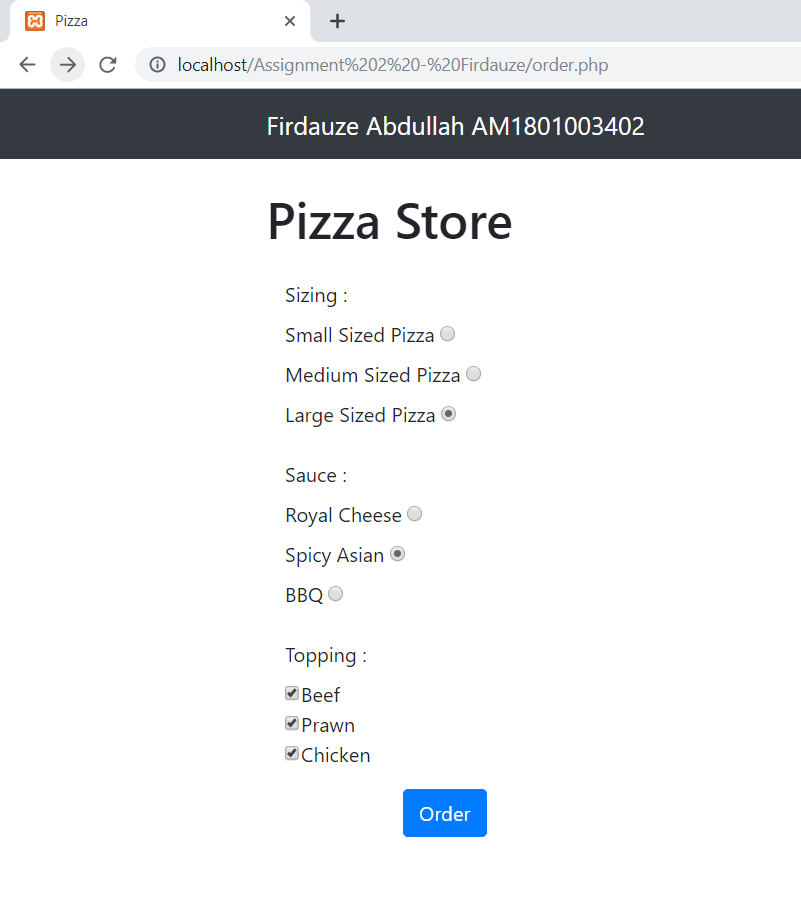 Pizza
localhost/Assignment%202%20-%20Firdauze/order.php
Firdauze Abdullah AM1801003402
Pizza Store
Sizing :
Small Sized Pizza
Medium Sized Pizza
Large Sized Pizza
Sauce :
Royal Cheese
Spicy Asian
BBQ
Topping :
Beef
Prawn
Chicken
Order